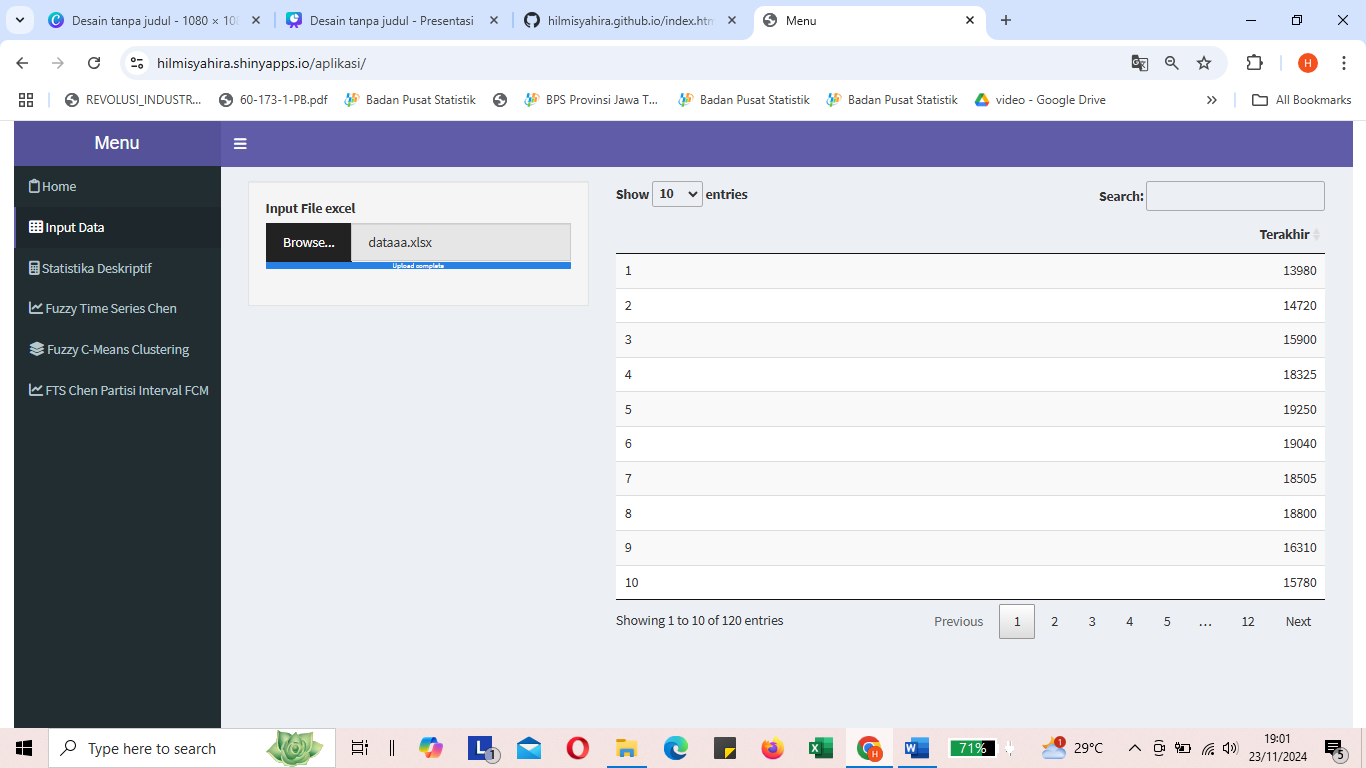 Desain tanpa judul - 1080 × 108
Desain tanpa judul - Presentasi
hilmisyahira.github.io/index.htm
Menu
hilmisyahira.shinyapps.io/aplikasi/
H
REVOLUSI_INDUSTR...
60-173-1-PB.pdf
Badan Pusat Statistik
BPS Provinsi Jawa T...
Badan Pusat Statistik
Badan Pusat Statistik
video - Google Drive
All Bookmarks
Menu
Home
Input Data
Statistika Deskriptif
Fuzzy Time Series Chen
Fuzzy C-Means Clustering
FTS Chen Partisi Interval FCM
Input File excel
Browse...
dataaa.xlsx
Upload complete
Show 10 entries
Search:
Terakhir
1 13980
2 14720
3 15900
4 18325
5 19250
6 19040
7 18505
8 18800
9 16310
10 15780
Showing 1 to 10 of 120 entries
Previous 1 2 3 4 5 … 12 Next
Type here to search
L
1
H
71%
1
29°C
19:01
23/11/2024
5